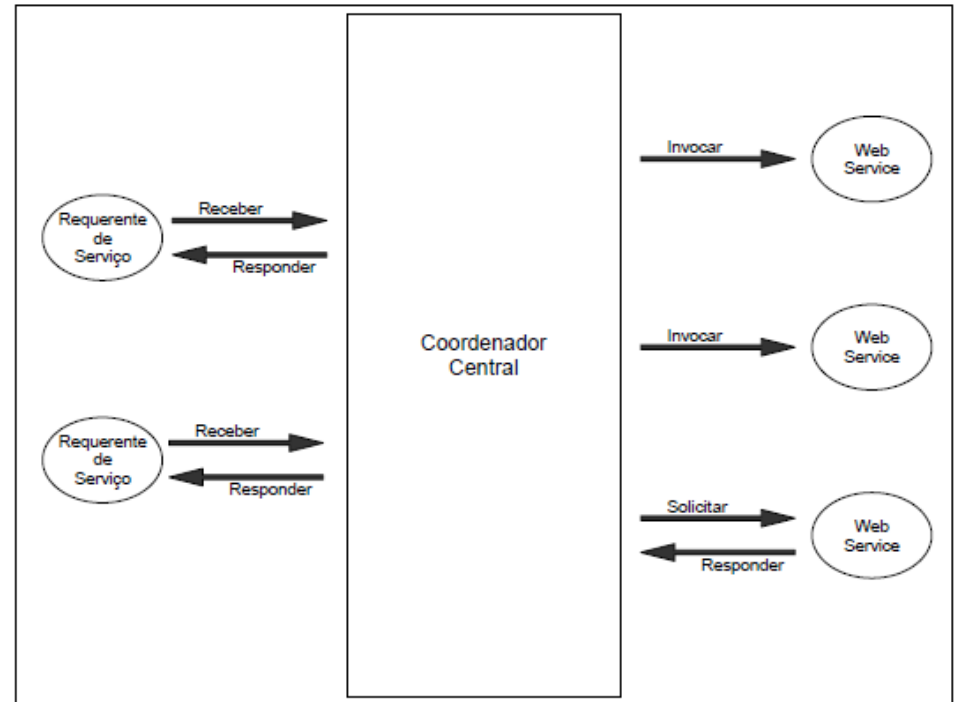 Requerente
de
Serviço
Receber
Responder
Requerente
de
Serviço
Receber
Responder
Coordenador
Central
Invocar
Web
Service
Invocar
Web
Service
Solicitar
Responder
Web
Service